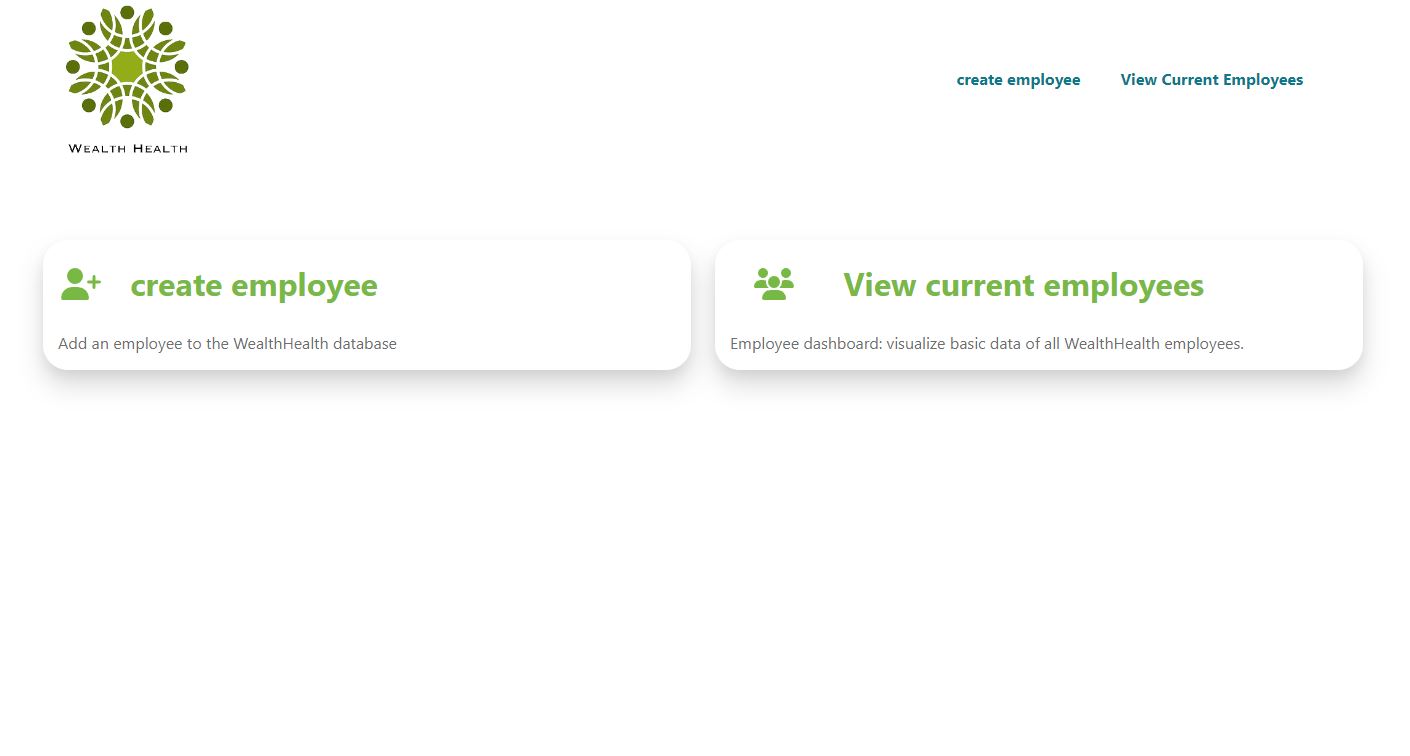 WEALTH HEALTH
create employee
View Current Employees
create employee
Add an employee to the WealthHealth database
View current employees
Employee dashboard: visualize basic data of all WealthHealth employees.